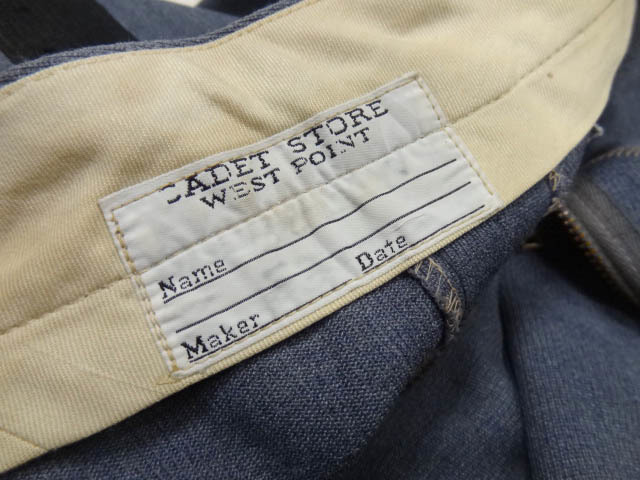 CADET STORE
WEST POINT
Name
Date
Maker